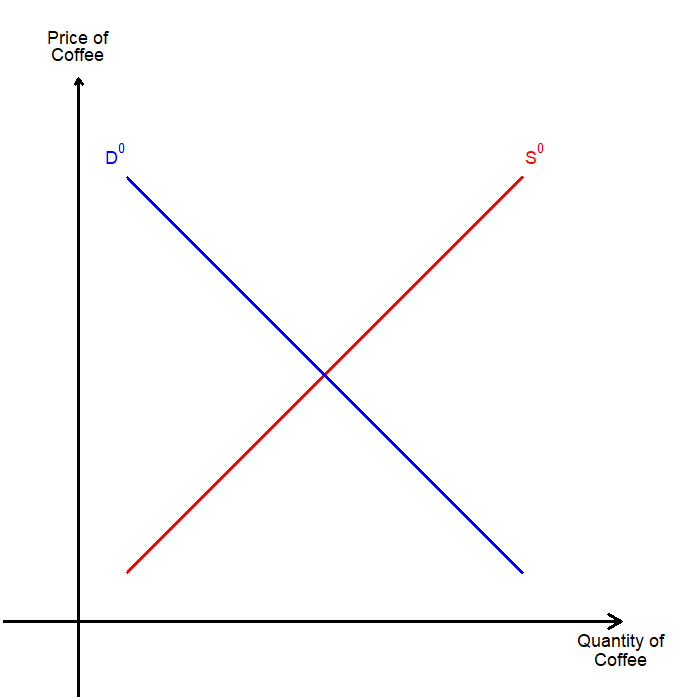 Price of
Coffee
D⁰
S⁰
Quantity of
Coffee